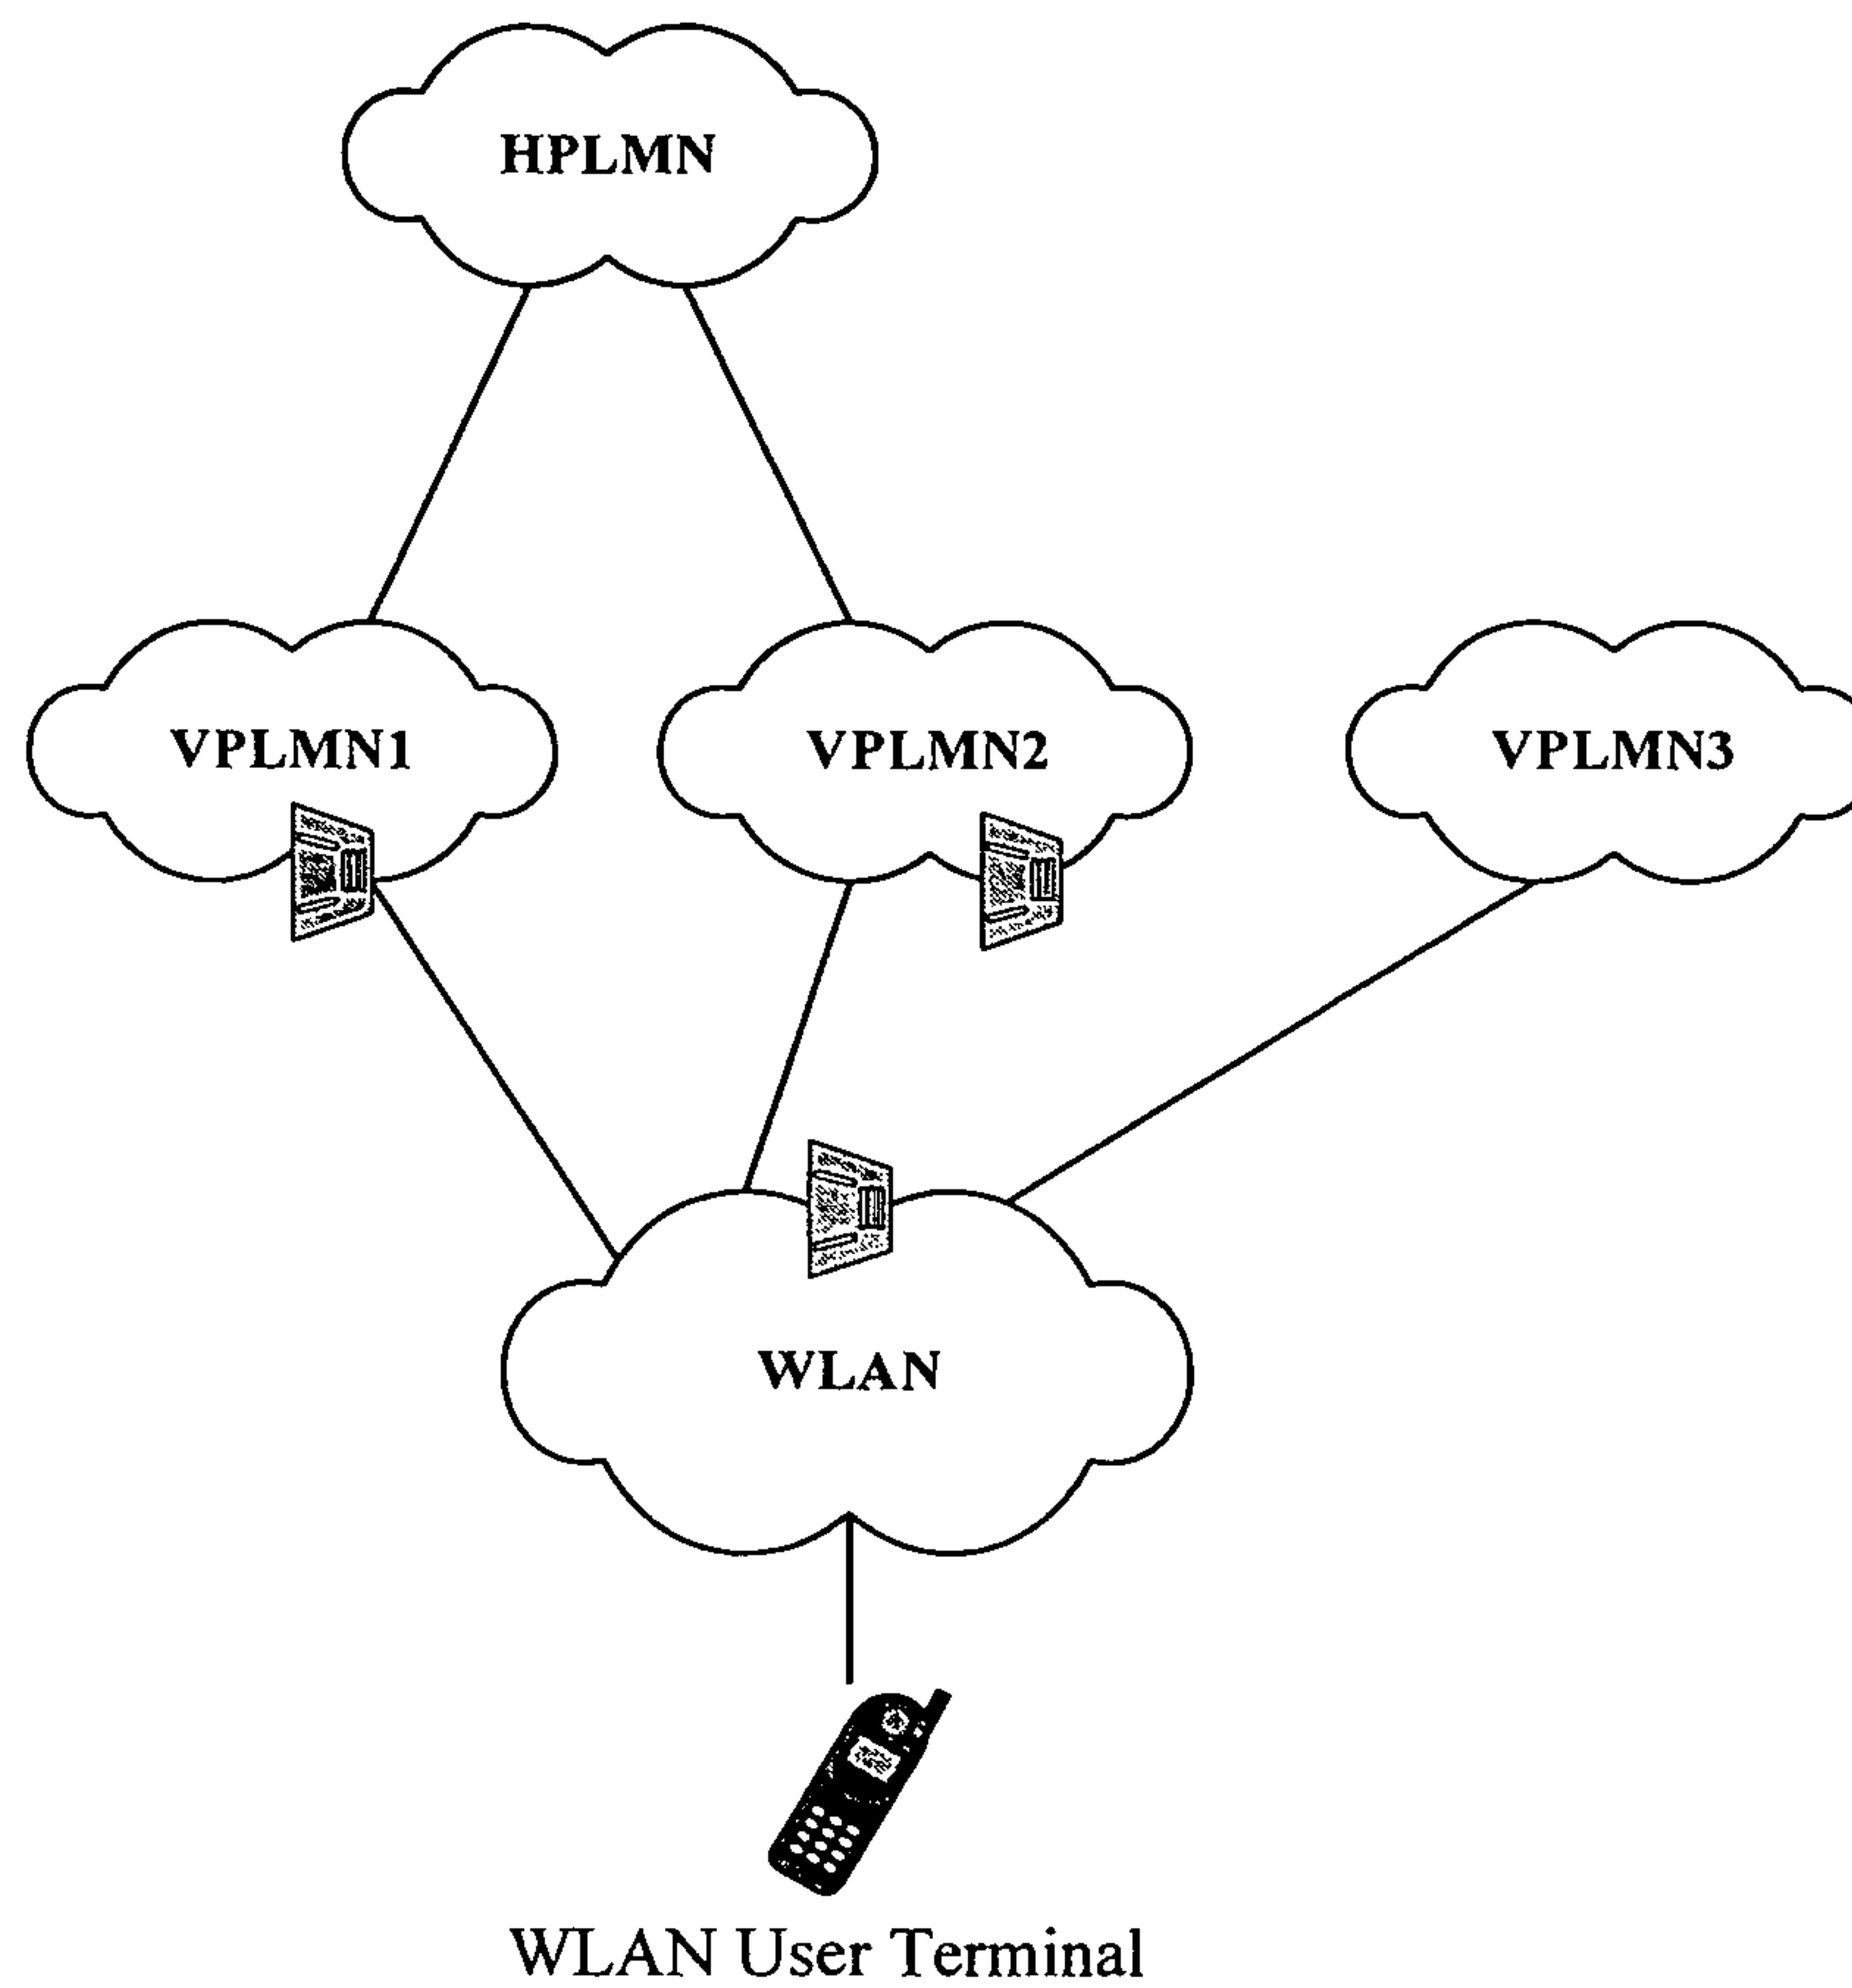 HPLMN
VPLMN1
VPLMN2
VPLMN3
WLAN
WLAN User Terminal